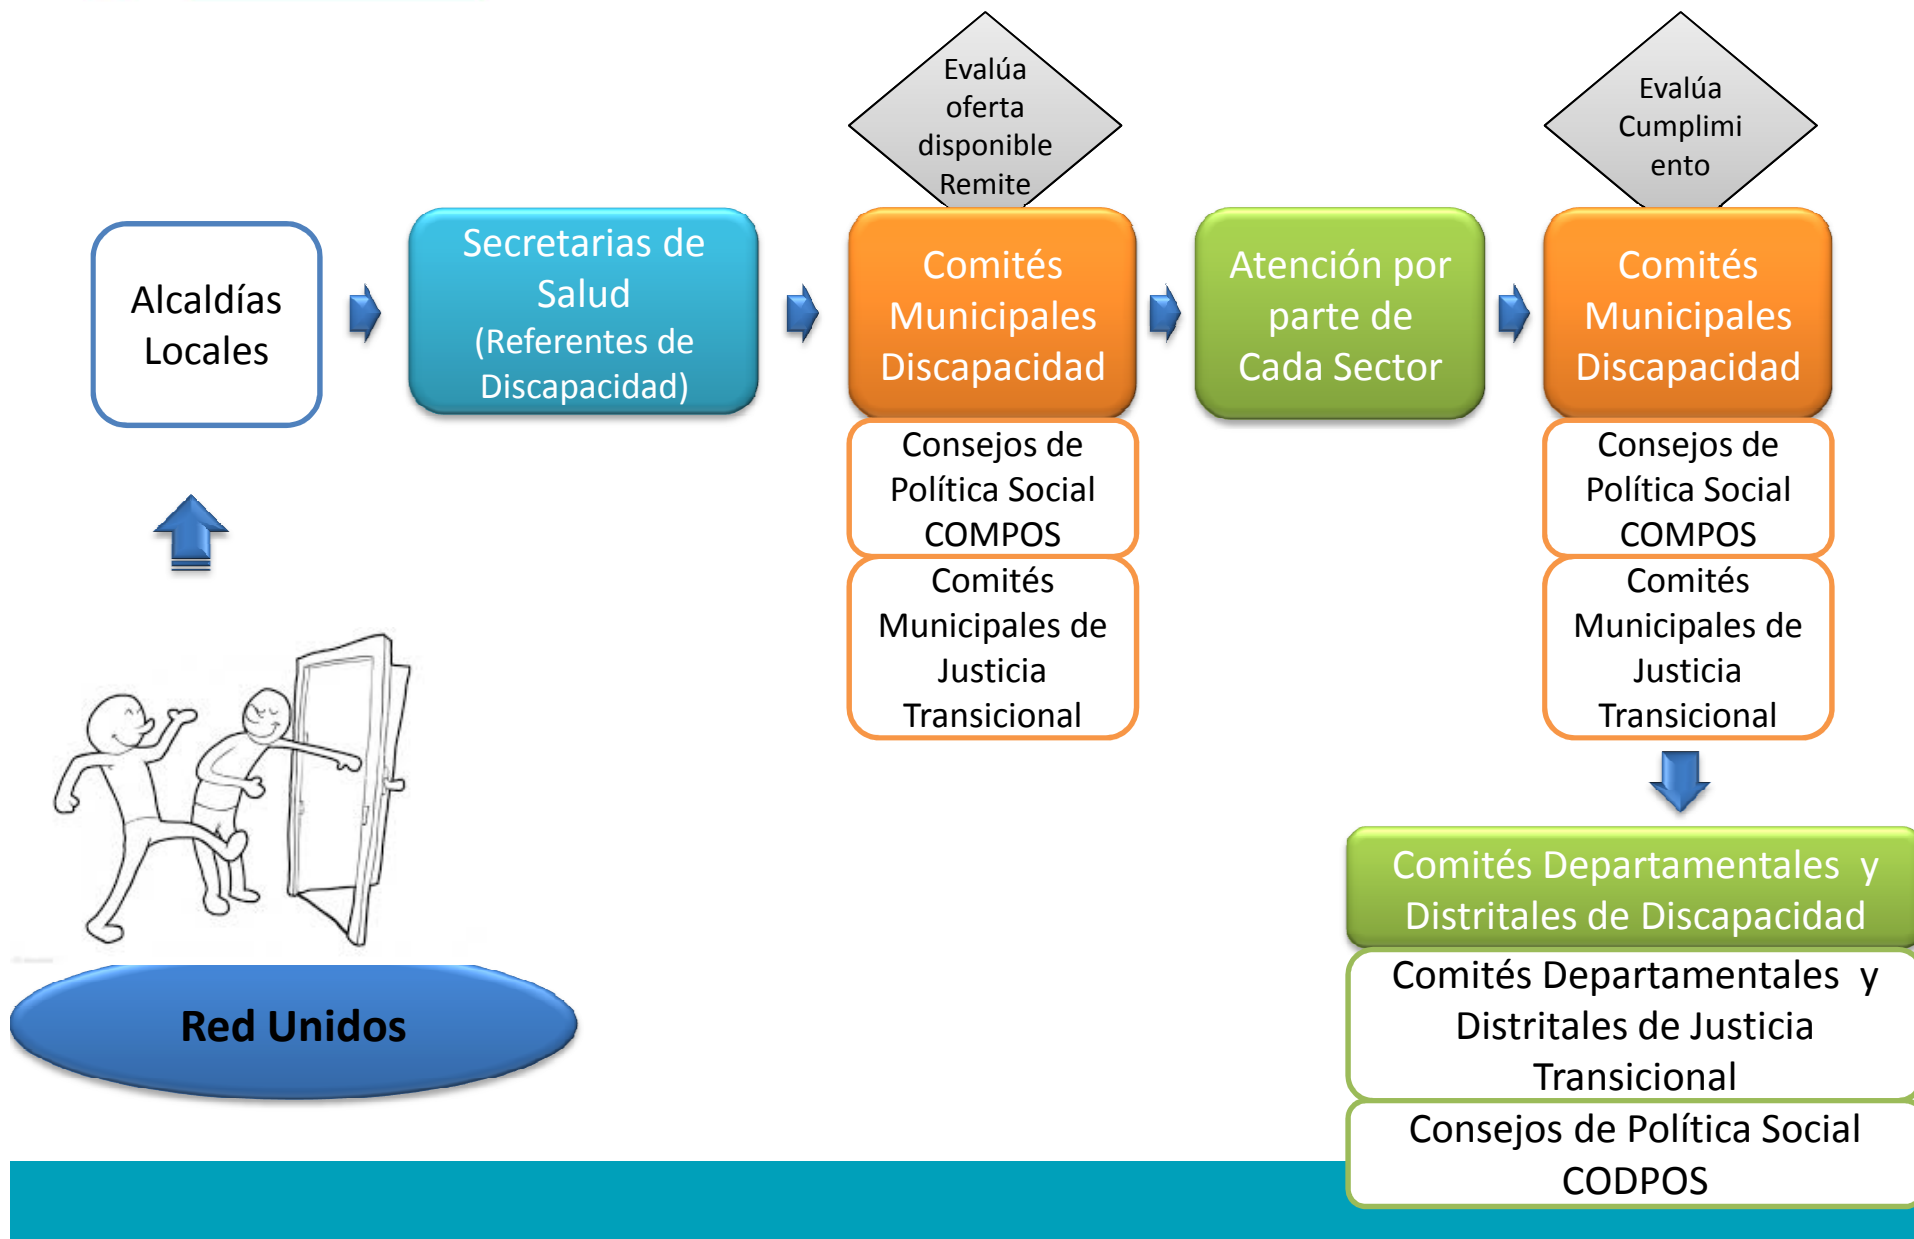 Evalúa
oferta
disponible
Remite
Evalúa
Cumplimi
ento
Alcaldías
Locales
Secretarias de
Salud
(Referentes de
Discapacidad)
Comités
Municipales
Discapacidad
Consejos de
Política Social
COMPOS
Comités
Municipales de
Justicia
Transicional
Atención por
parte de
Cada Sector
Comités
Municipales
Discapacidad
Consejos de
Política Social
COMPOS
Comités
Municipales de
Justicia
Transicional
Comités Departamentales y
Distritales de Discapacidad
Comités Departamentales y
Distritales de Justicia
Transicional
Consejos de Política Social
CODPOS
Red Unidos